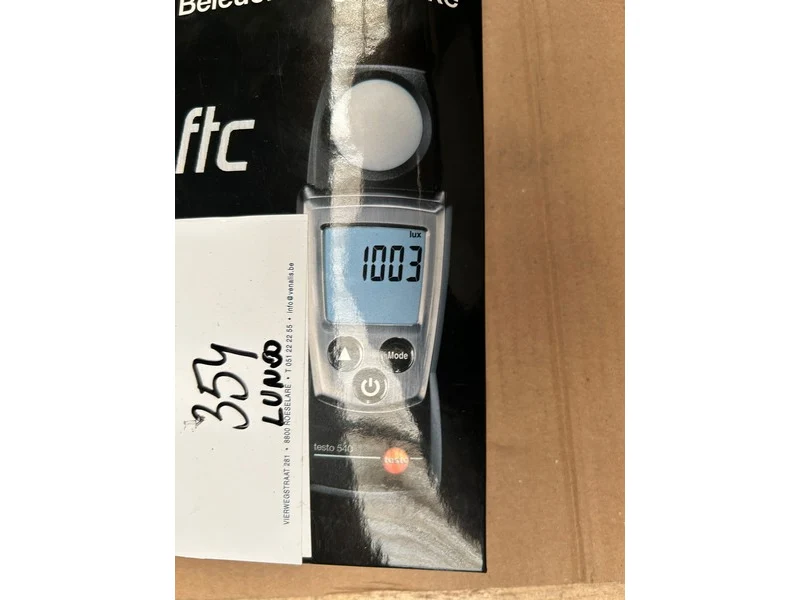 ftc
lux
1003
Mode
testo 540
testo
354
LUNOO
VIERWEGSTRAAT 281 • 8800 ROESELARE • T 051 22 22 55 • info@venalis.be